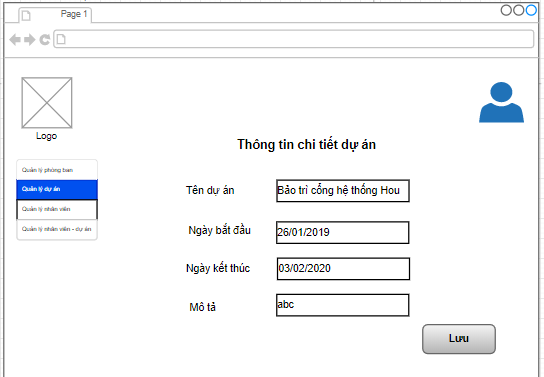 Page 1
Logo
Thông tin chi tiết dự án
Quản lý phòng ban
Quản lý dự án
Quản lý nhân viên
Quản lý nhân viên - dự án
Tên dự án
Bảo trì cổng hệ thống Hou
Ngày bắt đầu
26/01/2019
Ngày kết thúc
03/02/2020
Mô tả
abc
Lưu